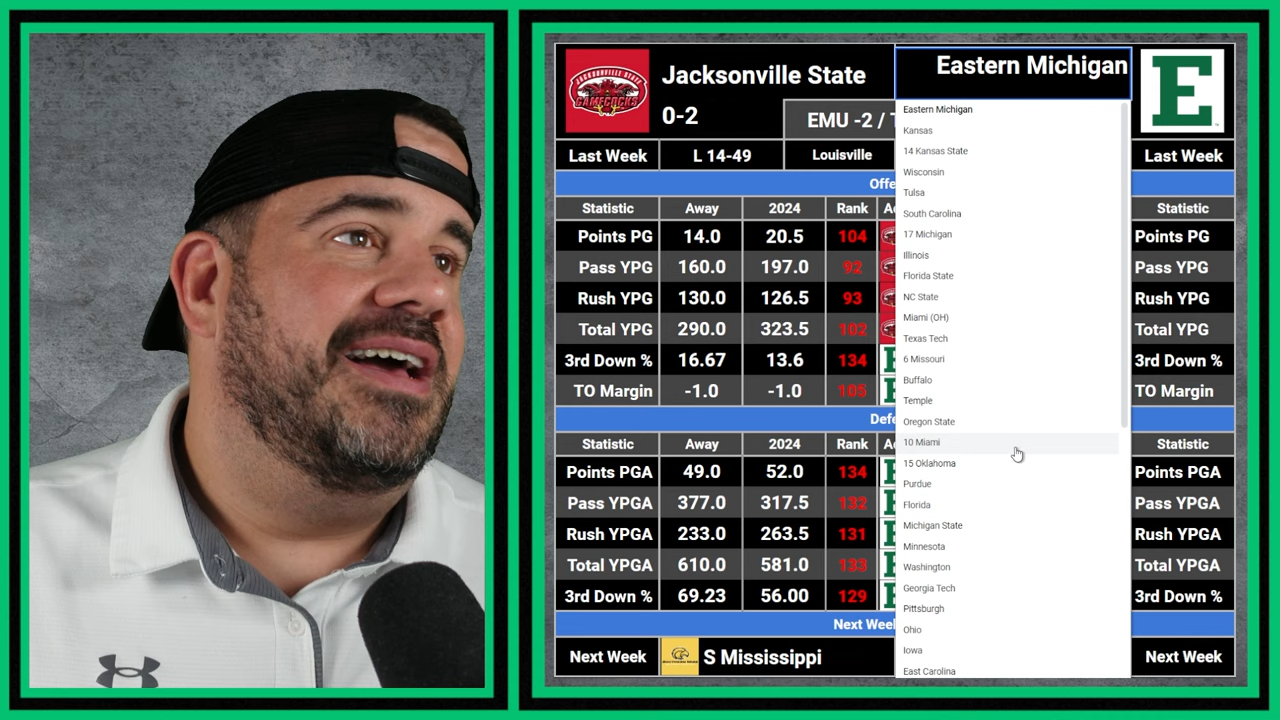 JACKSONVILLE STATE
GAMECOCKS
Jacksonville State
0-2
EMU -2 /
Eastern Michigan
E
Last Week
L 14-49
Louisville
Last Week
Offe
Statistic
Away
2024
Rank
Statistic
Points PG
14.0
20.5
104
Points PG
Pass YPG
160.0
197.0
92
Pass YPG
Rush YPG
130.0
126.5
93
Rush YPG
Total YPG
290.0
323.5
102
Total YPG
3rd Down %
16.67
13.6
134
3rd Down %
TO Margin
-1.0
-1.0
105
TO Margin
Defe
Statistic
Away
2024
Rank
Statistic
Points PGA
49.0
52.0
134
Points PGA
Pass YPGA
377.0
317.5
132
Pass YPGA
Rush YPGA
233.0
263.5
131
Rush YPGA
Total YPGA
610.0
581.0
133
Total YPGA
3rd Down %
69.23
56.00
129
3rd Down %
Next Wee
Next Week
S Mississippi
Next Week
Eastern Michigan
Kansas
14 Kansas State
Wisconsin
Tulsa
South Carolina
17 Michigan
Illinois
Florida State
NC State
Miami (OH)
Texas Tech
6 Missouri
Buffalo
Temple
Oregon State
10 Miami
15 Oklahoma
Purdue
Florida
Michigan State
Minnesota
Washington
Georgia Tech
Pittsburgh
Ohio
Iowa
East Carolina